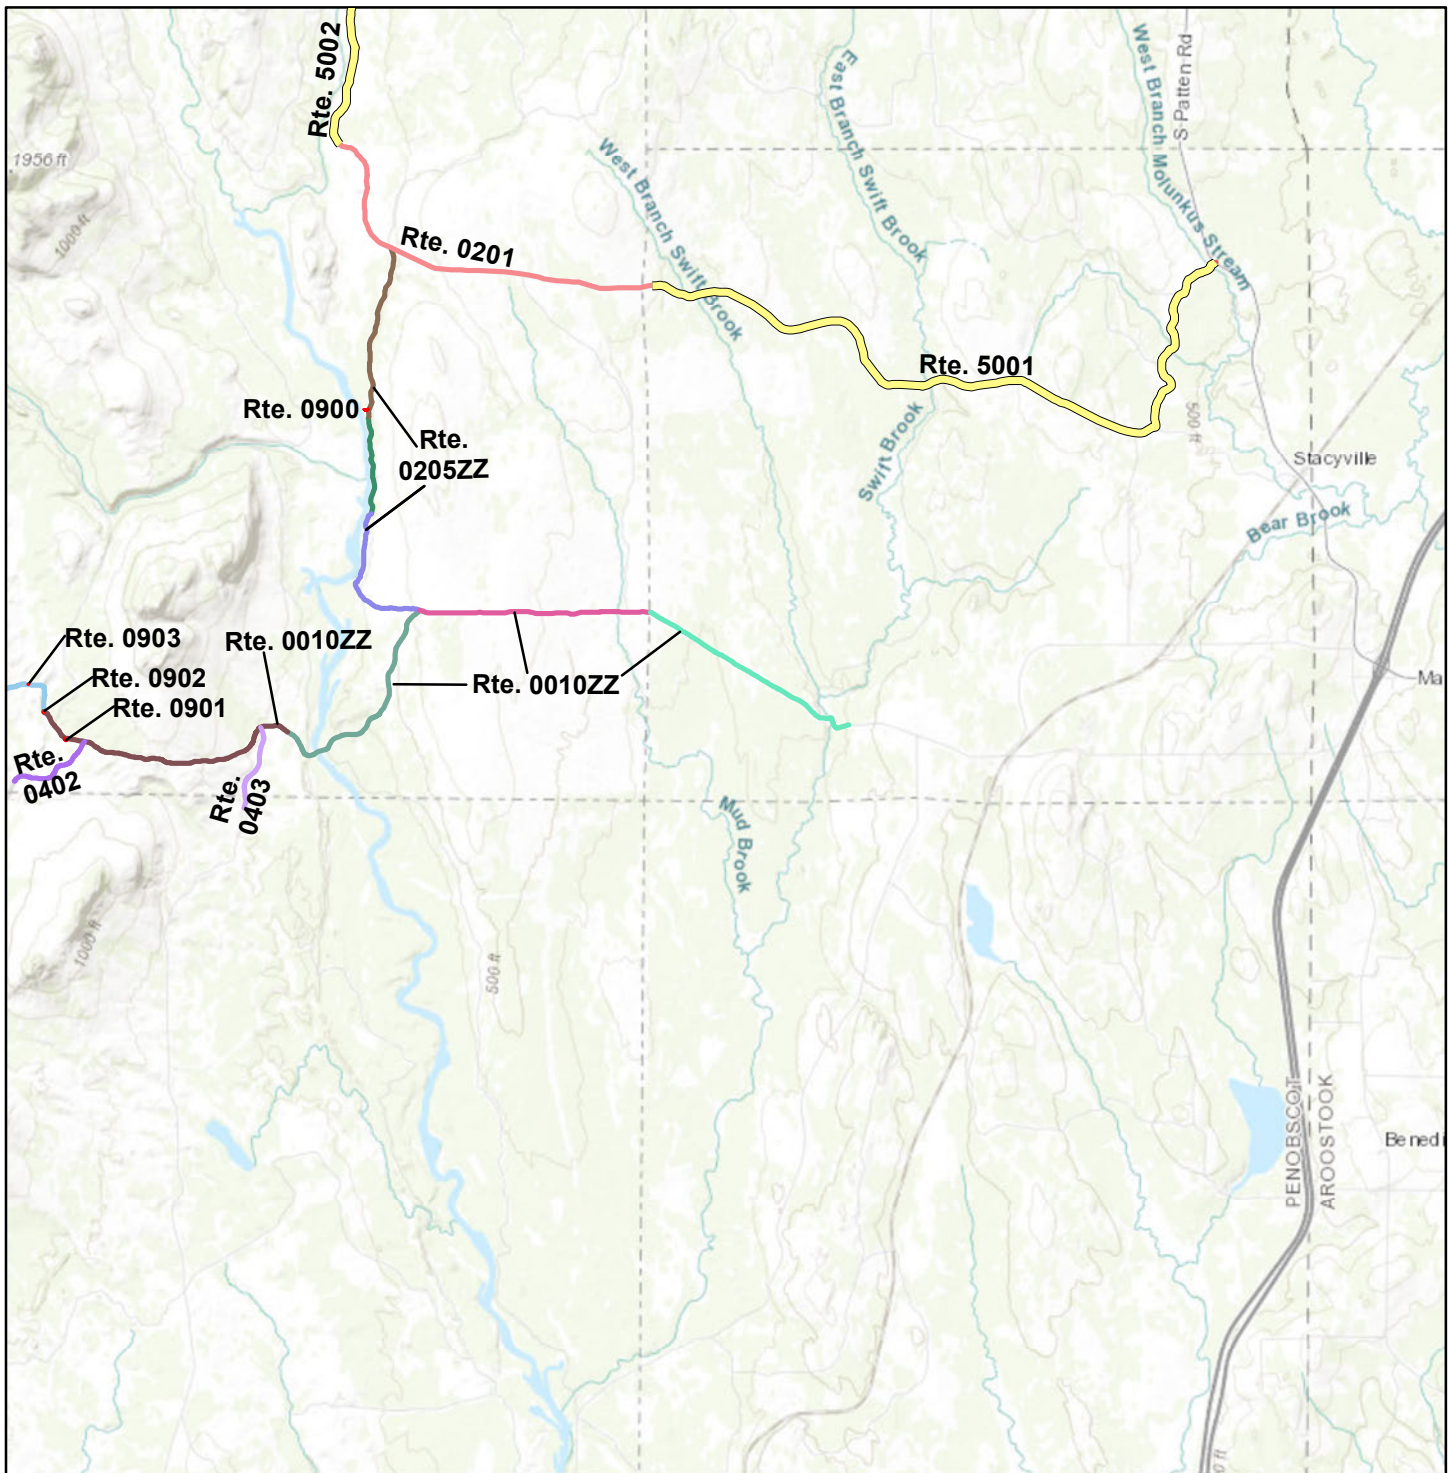 Rte. 5002
West Branch Molunkus Stream
S Patten Rd
East Branch Swift Brook
1956 ft
West Branch Swift Brook
1000 ft
Rte. 0201
Rte. 5001
Rte. 0900
Rte.
0205ZZ
500 ft
Swift Brook
Stacyville
Bear Brook
Rte. 0903
Rte. 0010ZZ
Rte. 0902
Rte. 0010ZZ
Ma
Rte. 0901
Rte.
0402
Rte.
0403
Mud Brook
1000 ft
500 ft
PENOBSCOT
AROOSTOOK
Benedi
0 ft